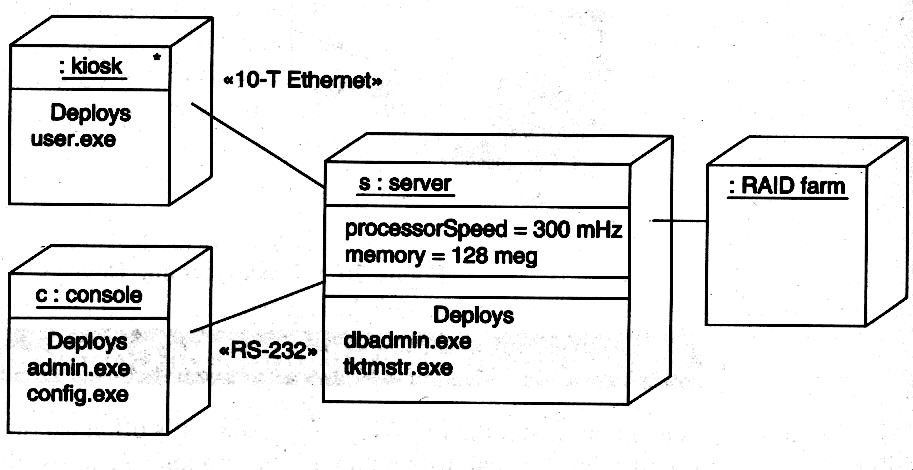 : kiosk *
Deploys
user.exe
«10-T Ethernet»
c : console
Deploys
admin.exe
config.exe
«RS-232»
s : server
processorSpeed = 300 mHz
memory = 128 meg
Deploys
dbadmin.exe
tktmstr.exe
: RAID farm